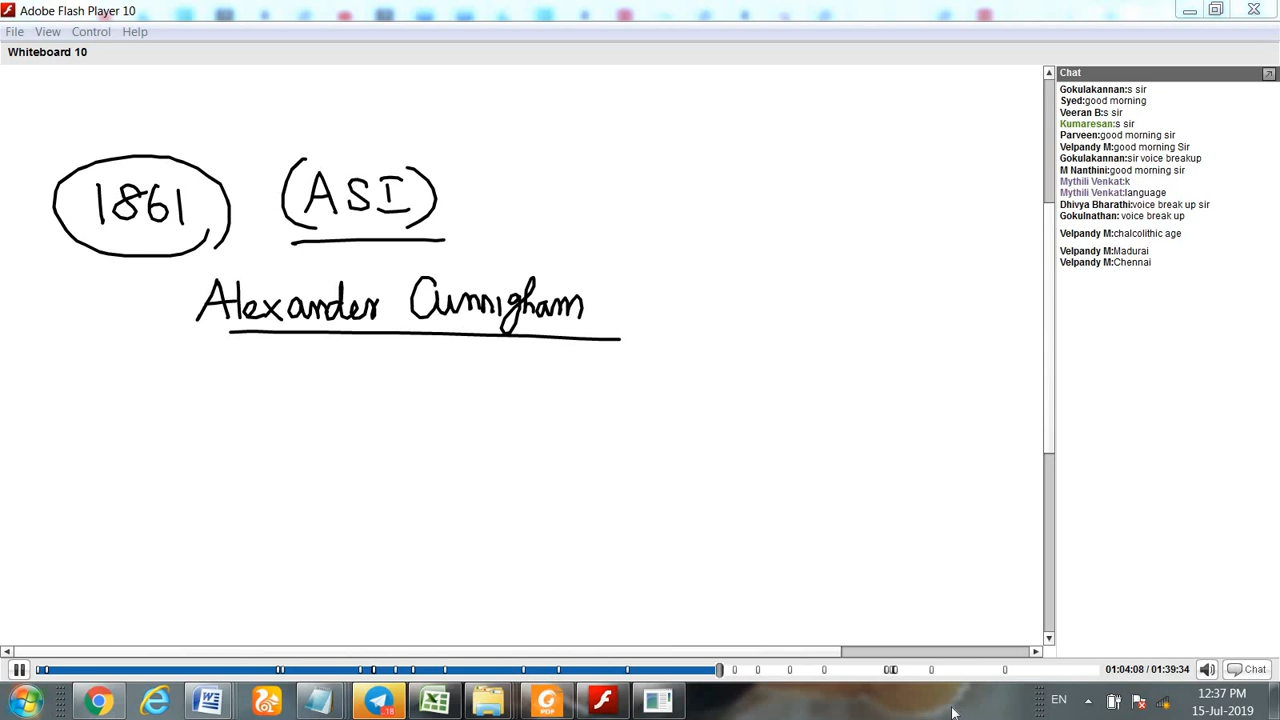 Adobe Flash Player 10
File View Control Help
Whiteboard 10
1861 (ASI)
Alexander Cunnigham
Chat
Gokulakannan:s sir
Syed:good morning
Veeran B:s sir
Kumaresan:s sir
Parveen:good morning sir
Velpandy M:good morning Sir
Gokulakannan:sir voice breakup
M Nanthini:good morning sir
Mythili Venkat:k
Mythili Venkat:language
Dhivya Bharathi:voice break up sir
Gokulnathan: voice break up
Velpandy M:chalcolithic age
Velpandy M:Madurai
Velpandy M:Chennai
01:04:08 / 01:39:34 Chat
18 PDF EN 12:37 PM
15-Jul-2019